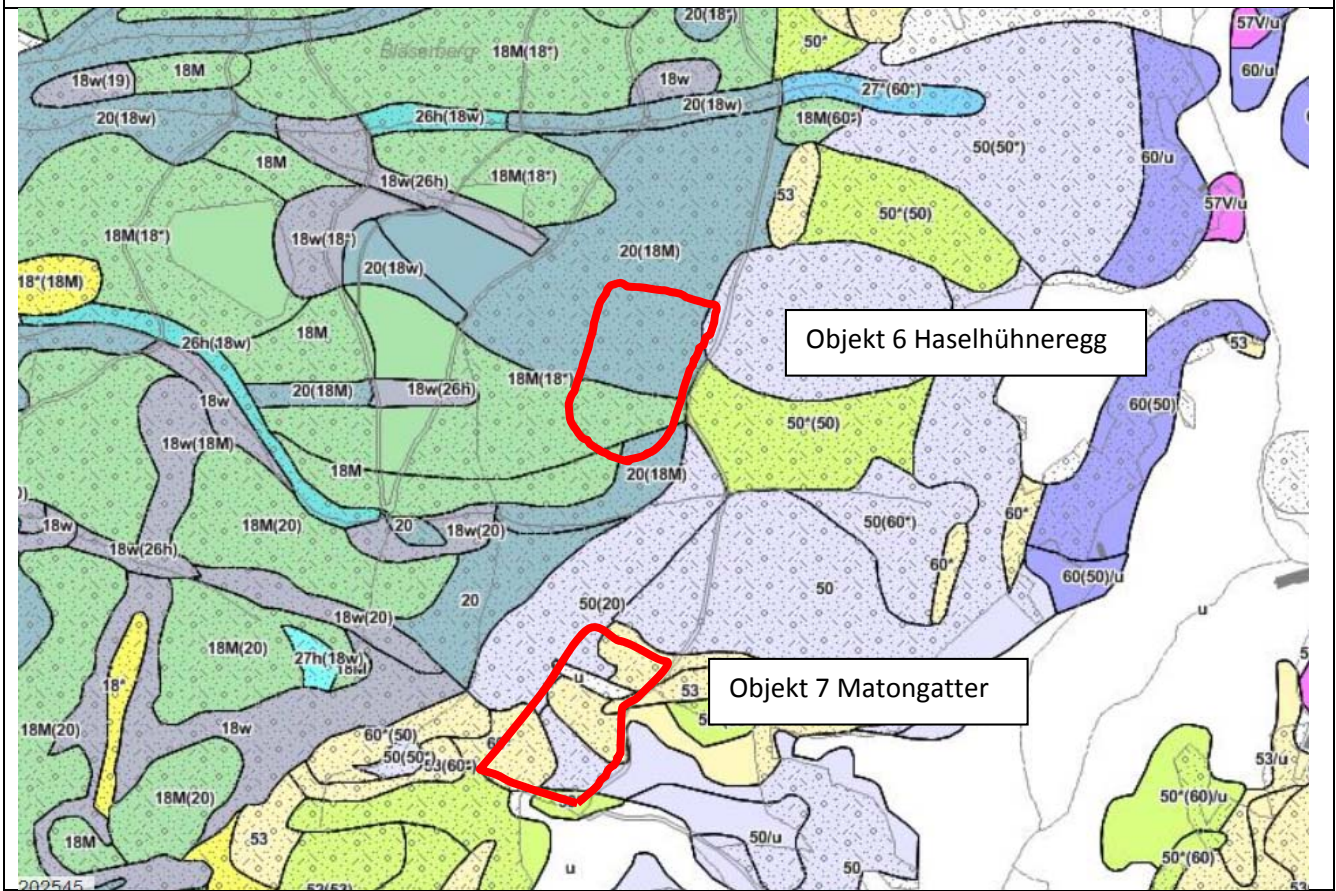 20(18*)
57V/u
Bläserberg
18M(18*)
50*
18w(19)
18M
18w
60/u
27*(60*)
20(18w)
26h(18w)
20(18w)
18M(60*)
50(50*)
18M
18w(26h)
18M(18*)
53
60/u
57V/u
50*(50)
18M(18*)
18w(18*)
20(18M)
20(18w)
18*(18M)
18M
26h(18w)
Objekt 6 Haselhühneregg
53
18M(18*)
20(18M)
18w(26h)
18w
60(50)
50*(50)
18w(18M)
18M
20(18M)
18w
18M(20)
20
18w(20)
50(60*)
60*
18w(26h)
60*
60(50)/u
50
20
50(20)
u
18w(20)
18M(20)
27h(18w)
18M
18*
u
53
Objekt 7 Matongatter
18M(20)
18w
60*(50)
50(50*)
53(60*)
53/u
18M(20)
50*(60)/u
18M
53
50/u
50
50*(60)
u
202545